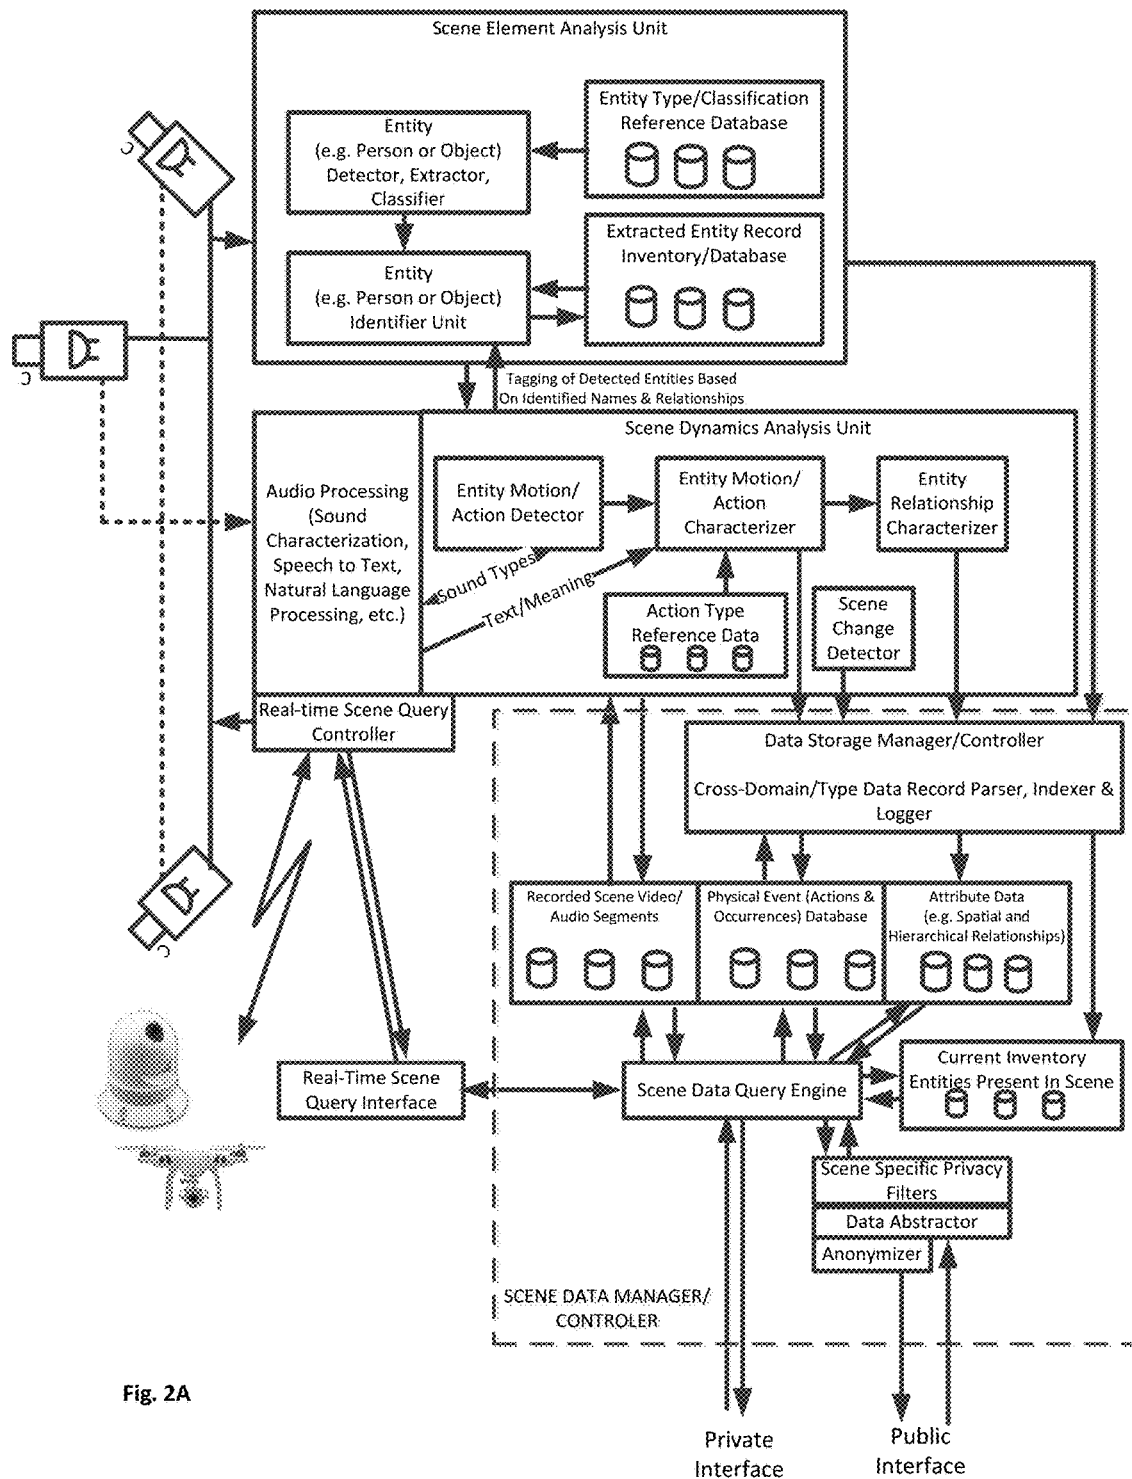 Scene Element Analysis Unit
Entity
(e.g. Person or Object)
Detector, Extractor,
Classifier
Entity Type/Classification
Reference Database
Entity
(e.g. Person or Object)
Identifier Unit
Extracted Entity Record
Inventory/Database
Tagging of Detected Entities Based
On Identified Names & Relationships
Scene Dynamics Analysis Unit
Audio Processing
(Sound
Characterization,
Speech to Text,
Natural Language
Processing, etc.)
Entity Motion/
Action Detector
Entity Motion/
Action
Characterizer
Entity
Relationship
Characterizer
Sound Types
Text/Meaning
Action Type
Reference Data
Scene
Change
Detector
Real-time Scene Query
Controller
Data Storage Manager/Controller
Cross-Domain/Type Data Record Parser, Indexer &
Logger
Recorded Scene Video/
Audio Segments
Physical Event (Actions &
Occurrences) Database
Attribute Data
(e.g. Spatial and
Hierarchical Relationships)
Real-Time Scene
Query Interface
Scene Data Query Engine
Current Inventory
Entities Present In Scene
Scene Specific Privacy
Filters
Data Abstractor
Anonymizer
SCENE DATA MANAGER/
CONTROLER
Fig. 2A
Private
Interface
Public
Interface